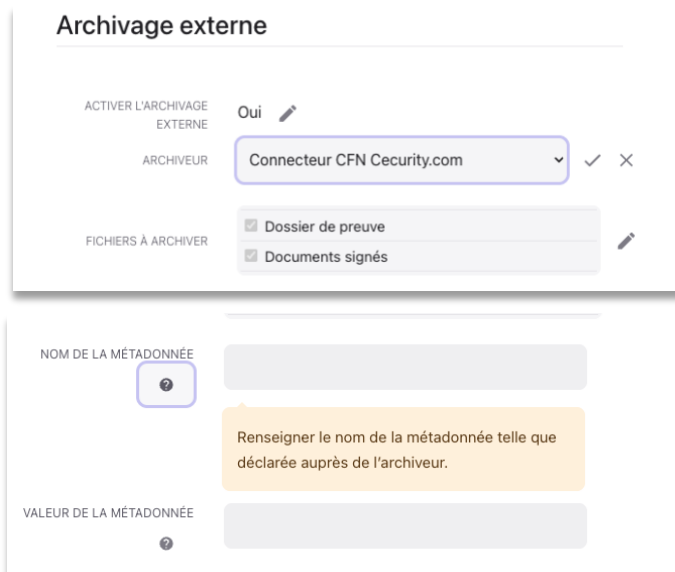 Archivage externe
ACTIVER L'ARCHIVAGE
EXTERNE
Oui
ARCHIVEUR
Connecteur CFN Cecurity.com
FICHIERS À ARCHIVER
Dossier de preuve
Documents signés
NOM DE LA MÉTADONNÉE
Renseigner le nom de la métadonnée telle que
déclarée auprès de l'archiveur.
VALEUR DE LA MÉTADONNÉE